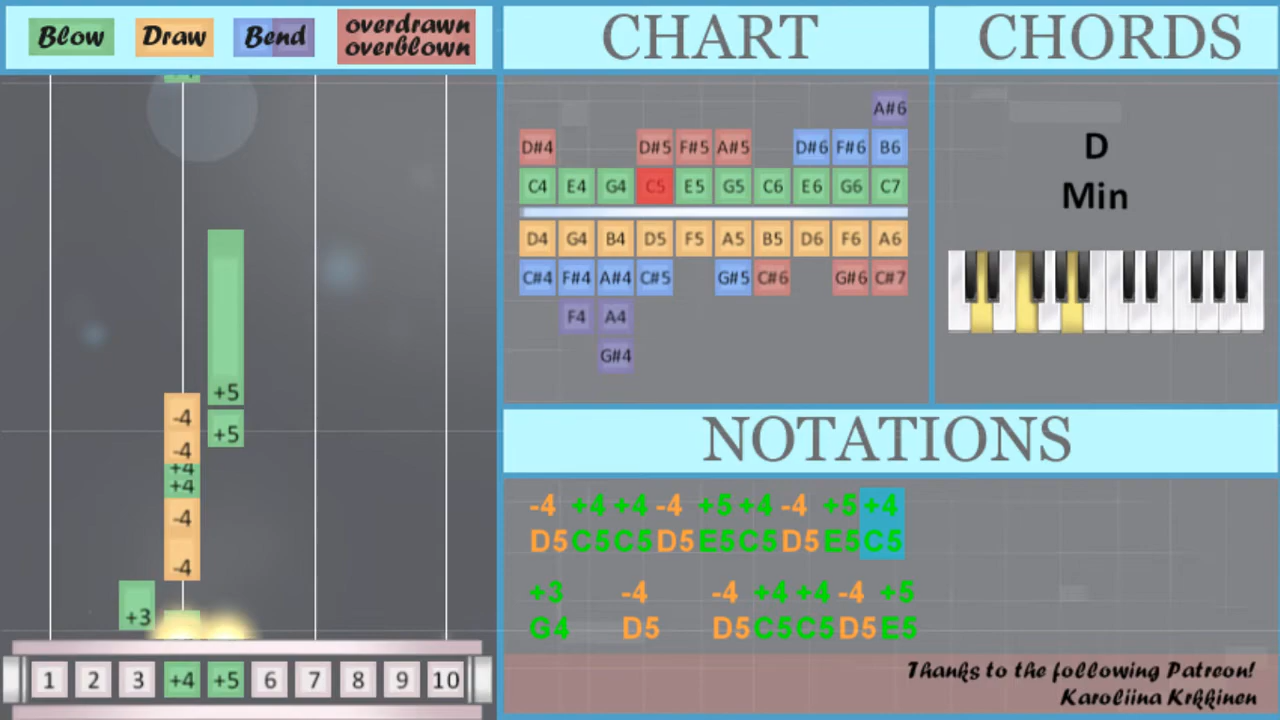 Blow Draw Bend overdrawn
overblown
CHART
CHORDS
A#6
D#4 D#5 F#5 A#5 D#6 F#6 B6
C4 E4 G4 C5 E5 G5 C6 E6 G6 C7
D4 G4 B4 D5 F5 A5 B5 D6 F6 A6
C#4 F#4 A#4 C#5 G#5 C#6 G#6 C#7
F4 A4
G#4
D
Min
+5
-4
+5
-4
+4
+4
-4
-4
+3
1 2 3 +4 +5 6 7 8 9 10
NOTATIONS
-4 +4 +4 -4 +5 +4 -4 +5 +4
D5 C5 C5 D5 E5 C5 D5 E5 C5
+3 -4 -4 +4 +4 -4 +5
G4 D5 D5 C5 C5 D5 E5
Thanks to the following Patreon!
Karoliina Krkkinen